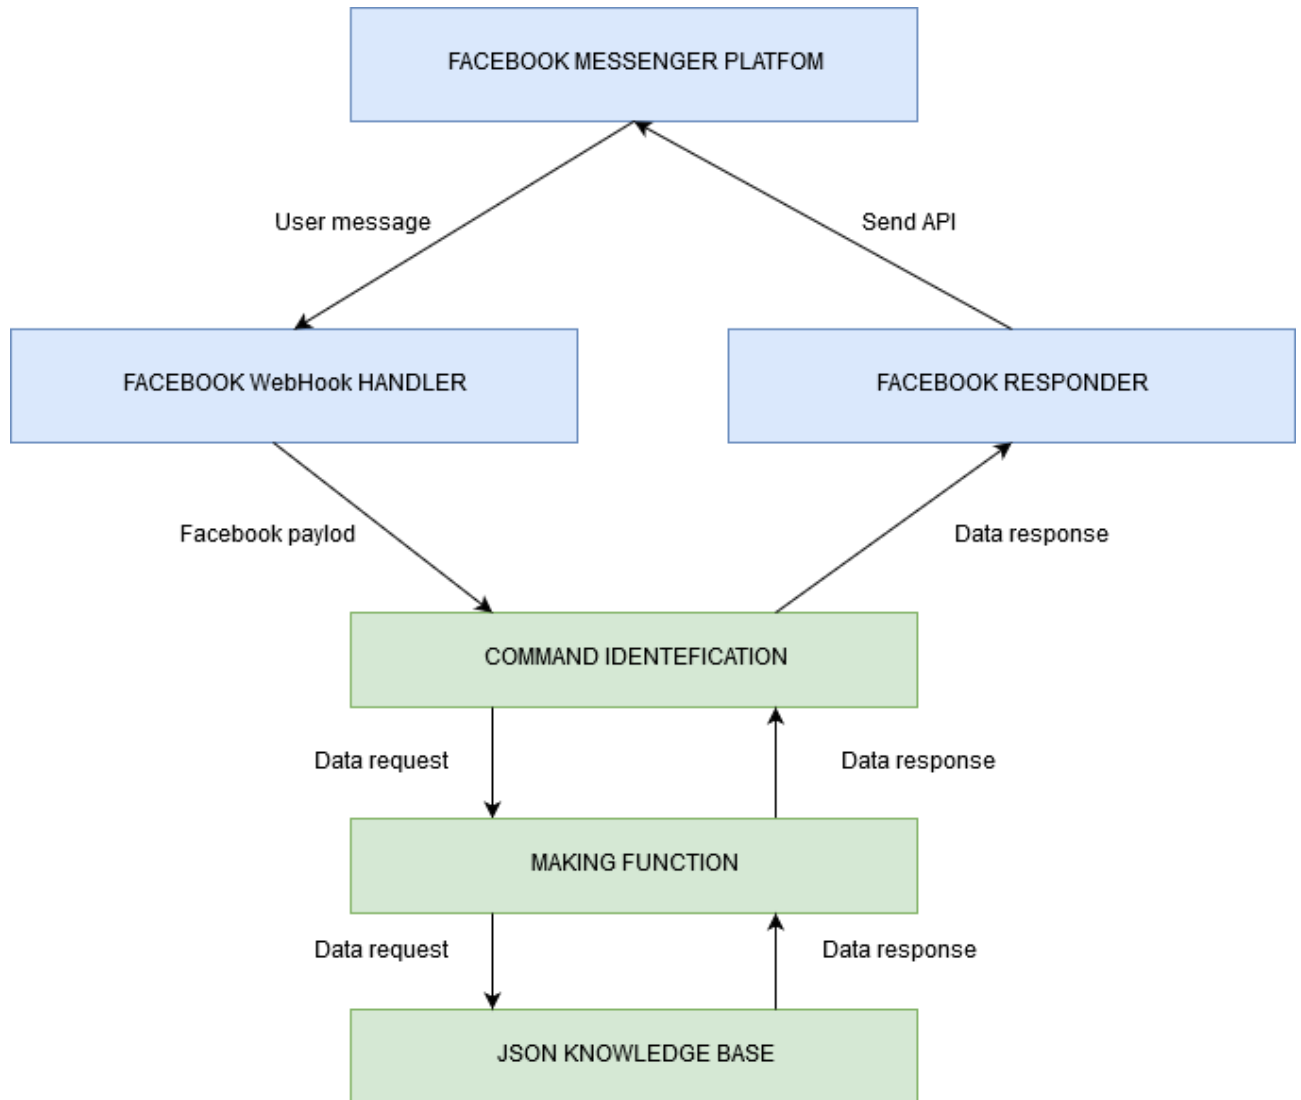 FACEBOOK MESSENGER PLATFOM
User message
Send API
FACEBOOK WebHook HANDLER
FACEBOOK RESPONDER
Facebook paylod
Data response
COMMAND IDENTEFICATION
Data request
Data response
MAKING FUNCTION
Data request
Data response
JSON KNOWLEDGE BASE